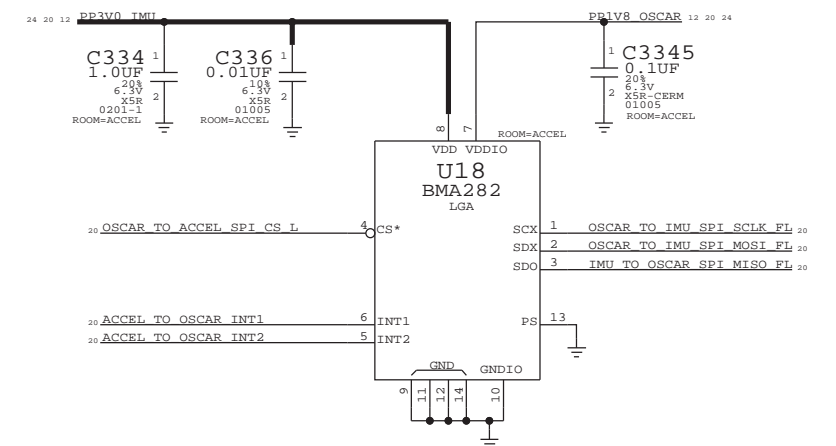 24 20 12 PP3V0_IMU
PP1V8_OSCAR 12 20 24
C334
1.0UF
20%
6.3V
X5R
0201-1
ROOM=ACCEL
1
2
C336
0.01UF
10%
6.3V
X5R
01005
ROOM=ACCEL
1
2
C3345
0.1UF
20%
6.3V
X5R-CERM
01005
ROOM=ACCEL
1
2
8
7
ROOM=ACCEL
VDD VDDIO
U18
BMA282
LGA
20 OSCAR_TO_ACCEL_SPI_CS_L 4 CS*
SCX 1 OSCAR_TO_IMU_SPI_SCLK_FL 20
SDX 2 OSCAR_TO_IMU_SPI_MOSI_FL 20
SDO 3 IMU_TO_OSCAR_SPI_MISO_FL 20
20 ACCEL_TO_OSCAR_INT1 6 INT1
20 ACCEL_TO_OSCAR_INT2 5 INT2
PS 13
GND GNDIO
9 11 12 14 10